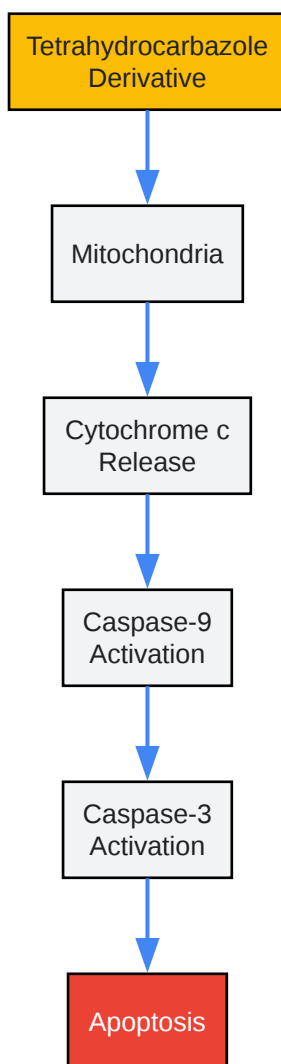 Tetrahydrocarbazole
Derivative
Mitochondria
Cytochrome c
Release
Caspase-9
Activation
Caspase-3
Activation
Apoptosis